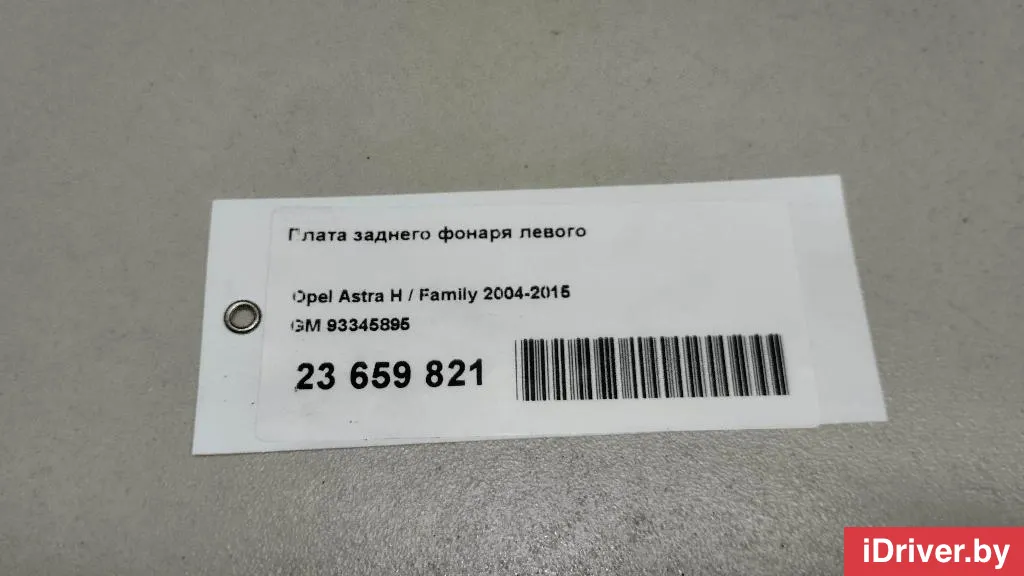 Плата заднего фонаря левого
Opel Astra H / Family 2004-2015
GM 93345895
23 659 821
iDriver.by